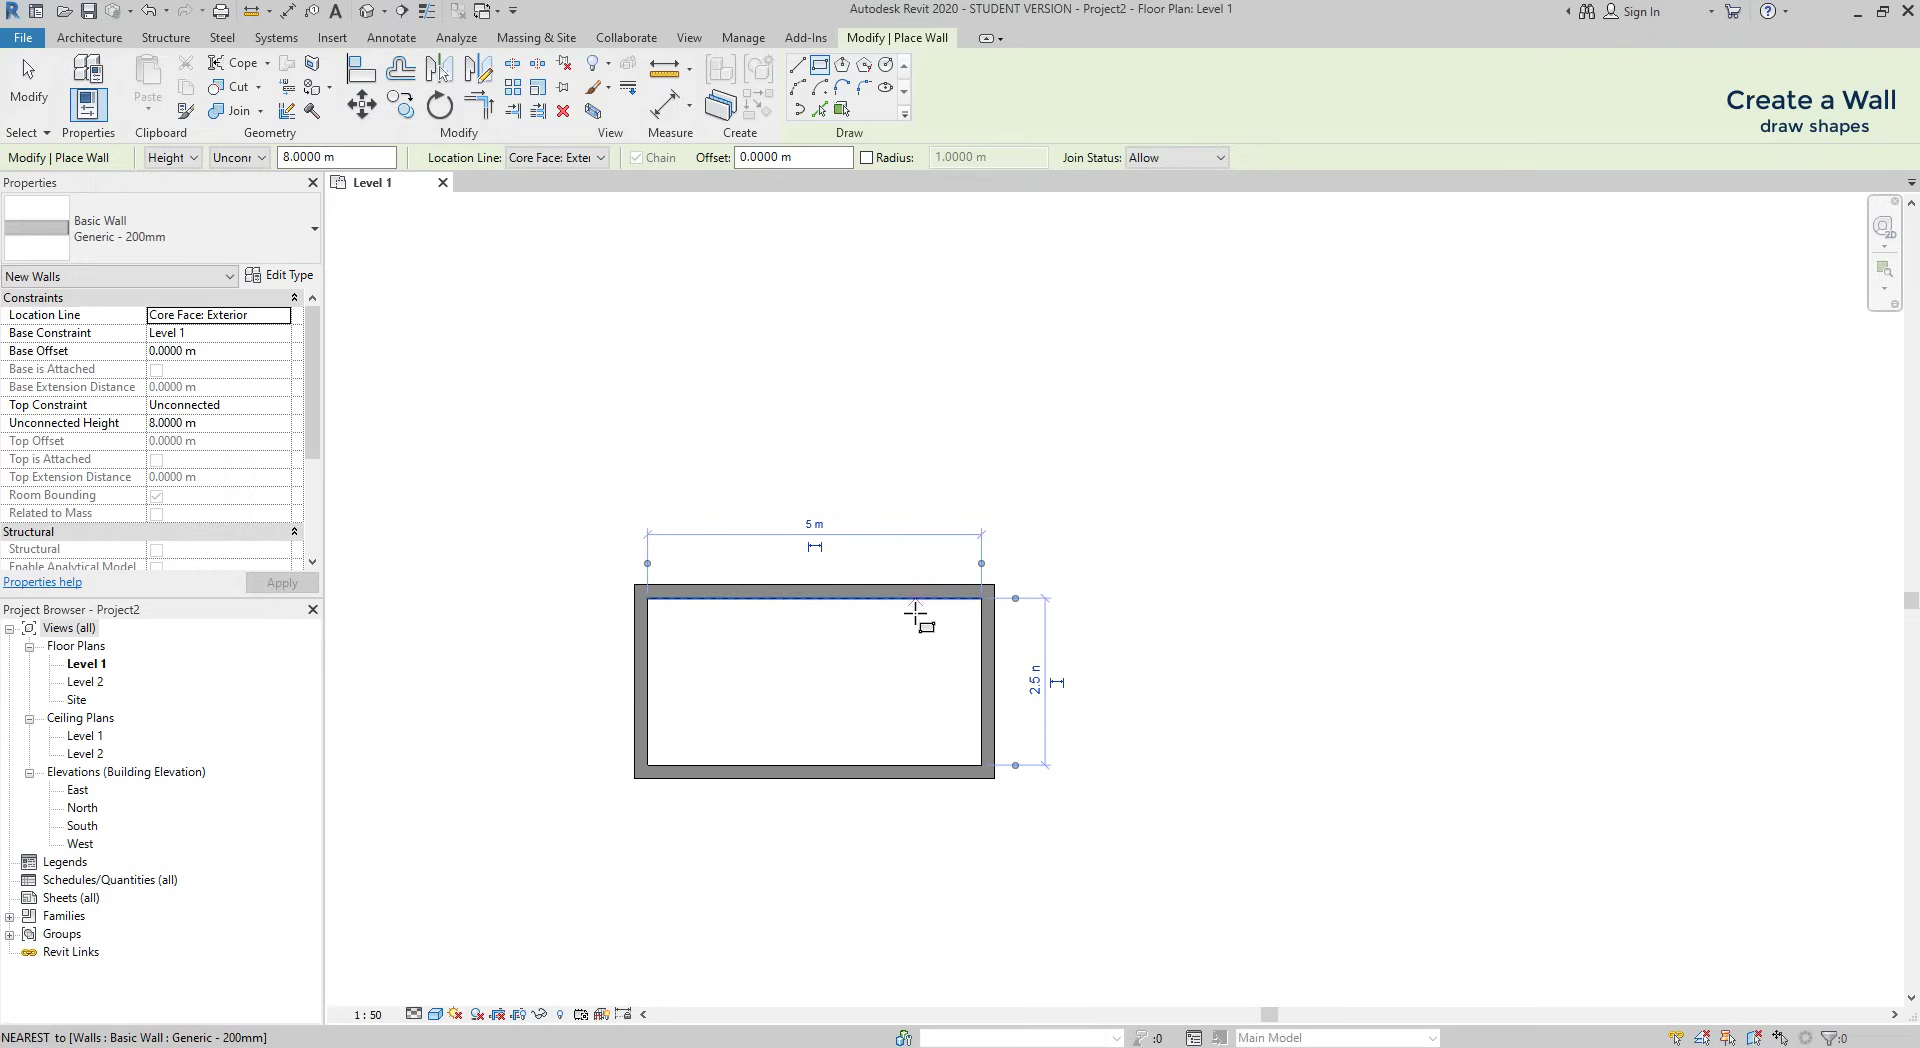 Autodesk Revit 2020 - STUDENT VERSION - Project2 - Floor Plan: Level 1
Sign In
File
Architecture
Structure
Steel
Systems
Insert
Annotate
Analyze
Massing & Site
Collaborate
View
Manage
Add-Ins
Modify | Place Wall
Modify
Paste
Cope
Cut
Join
Select
Properties
Clipboard
Geometry
Modify
View
Measure
Create
Draw
Create a Wall
draw shapes
Modify | Place Wall
Height
Unconr
8.0000 m
Location Line:
Core Face: Exter
Chain
Offset:
0.0000 m
Radius:
1.0000 m
Join Status:
Allow
Properties
Level 1
Basic Wall
Generic - 200mm
New Walls
Edit Type
Constraints
Location Line
Core Face: Exterior
Base Constraint
Level 1
Base Offset
0.0000 m
Base is Attached
Base Extension Distance
0.0000 m
Top Constraint
Unconnected
Unconnected Height
8.0000 m
Top Offset
0.0000 m
Top is Attached
Top Extension Distance
0.0000 m
Room Bounding
Related to Mass
Structural
Structural
Enable Analytical Model
Properties help
Apply
Project Browser - Project2
Views (all)
Floor Plans
Level 1
Level 2
Site
Ceiling Plans
Level 1
Level 2
Elevations (Building Elevation)
East
North
South
West
Legends
Schedules/Quantities (all)
Sheets (all)
Families
Groups
Revit Links
5 m
2.5 n
2D
1 : 50
NEAREST to [Walls : Basic Wall : Generic - 200mm]
:0
Main Model
:0